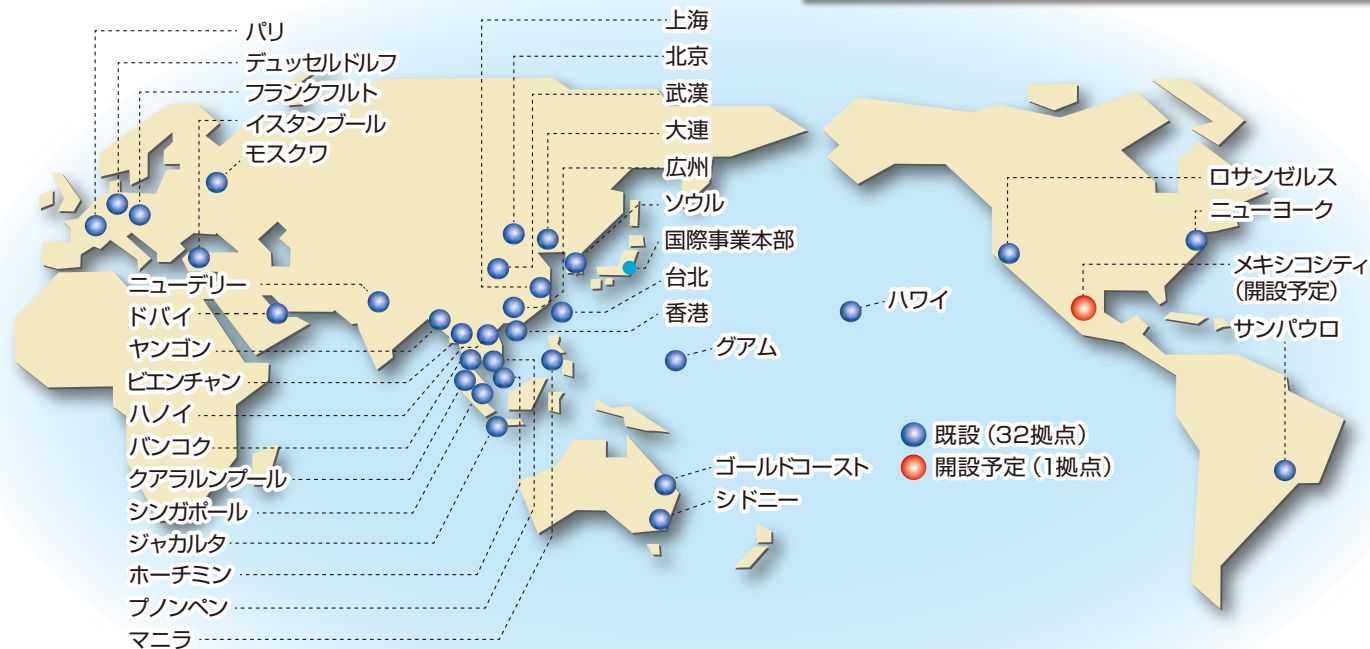 パリ
デュッセルドルフ
フランクフルト
イスタンブール
モスクワ
ニューデリー
ドバイ
ヤンゴン
ビエンチャン
ハノイ
バンコク
クアラルンプール
シンガポール
ジャカルタ
ホーチミン
プノンペン
マニラ
上海
北京
武漢
大連
広州
ソウル
国際事業本部
台北
香港
グアム
ハワイ
ゴールドコースト
シドニー
ロサンゼルス
ニューヨーク
メキシコシティ
（開設予定）
サンパウロ
既設（32拠点）
開設予定（1拠点）